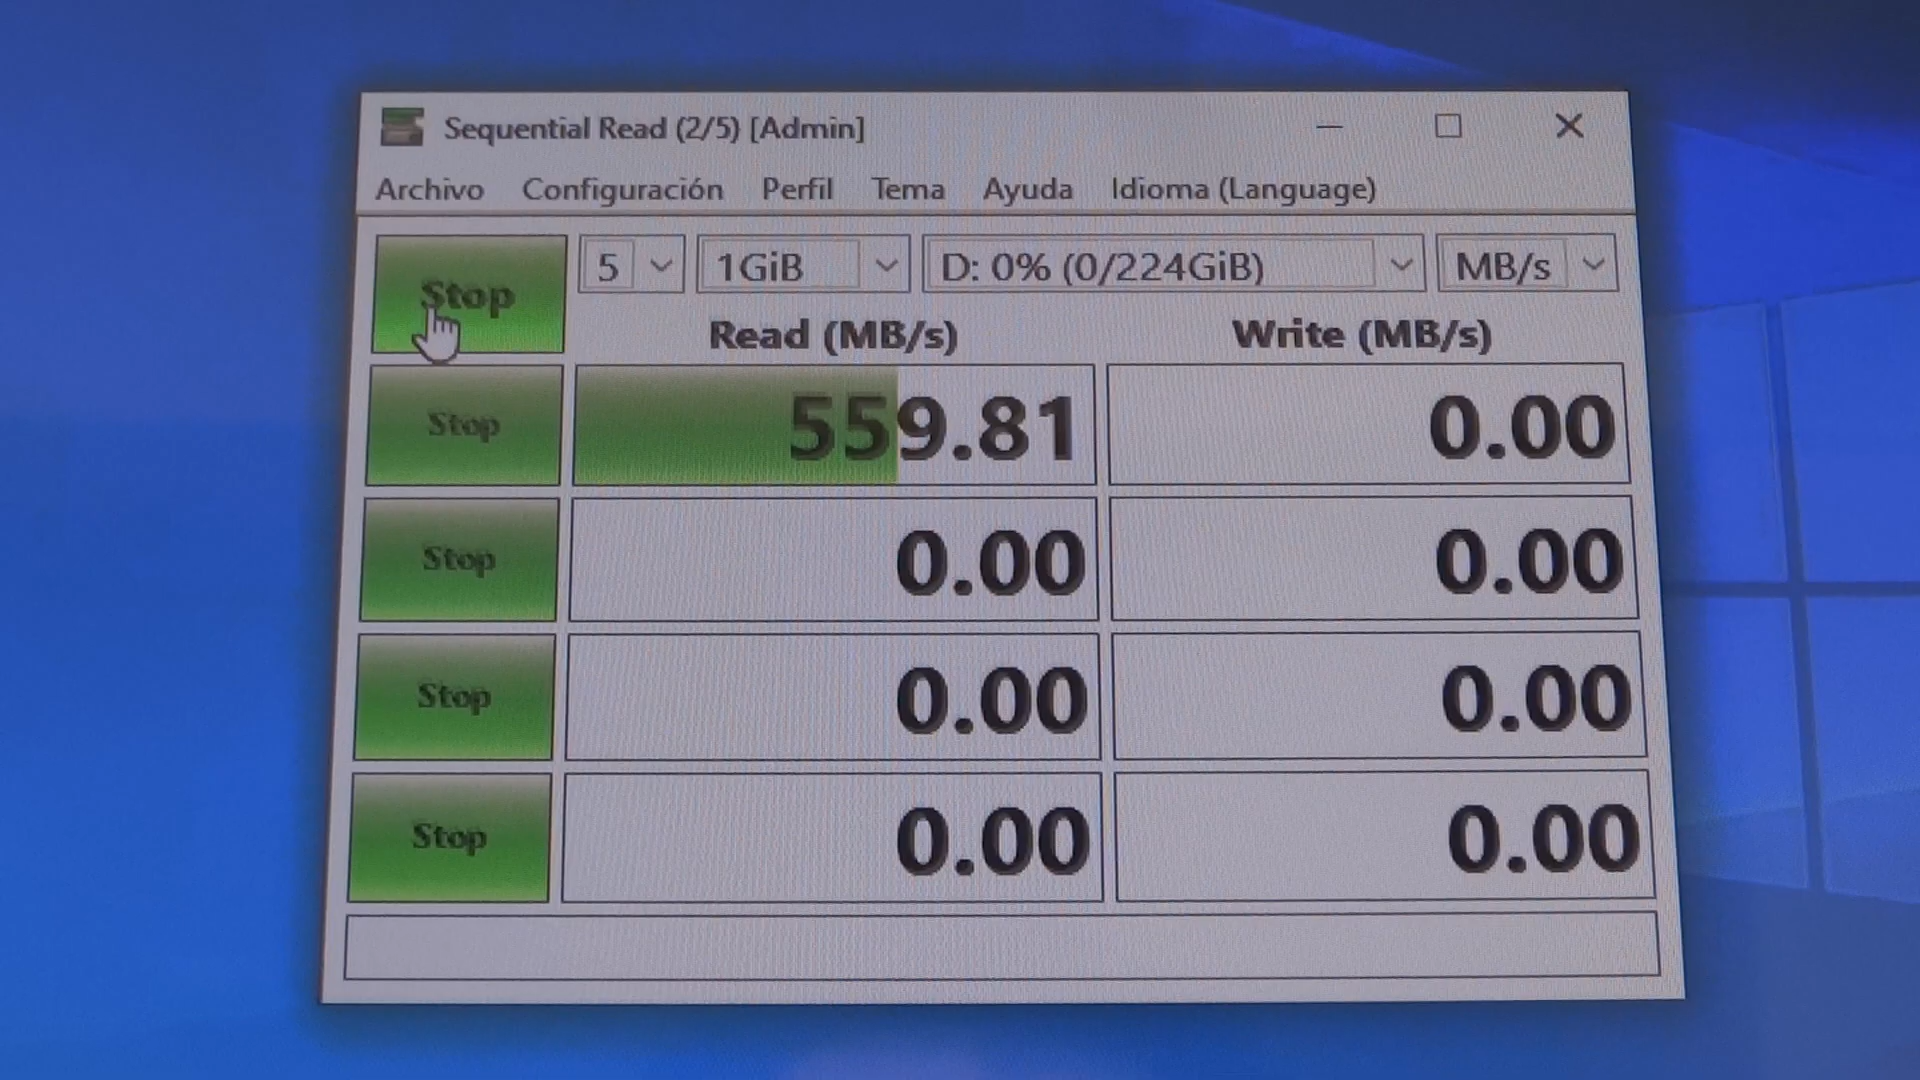 Sequential Read (2/5) [Admin]
Archivo Configuración Perfil Tema Ayuda Idioma (Language)
Stop 5 1GiB D: 0% (0/224GiB) MB/s
Read (MB/s) Write (MB/s)
Stop 559.81 0.00
Stop 0.00 0.00
Stop 0.00 0.00
Stop 0.00 0.00